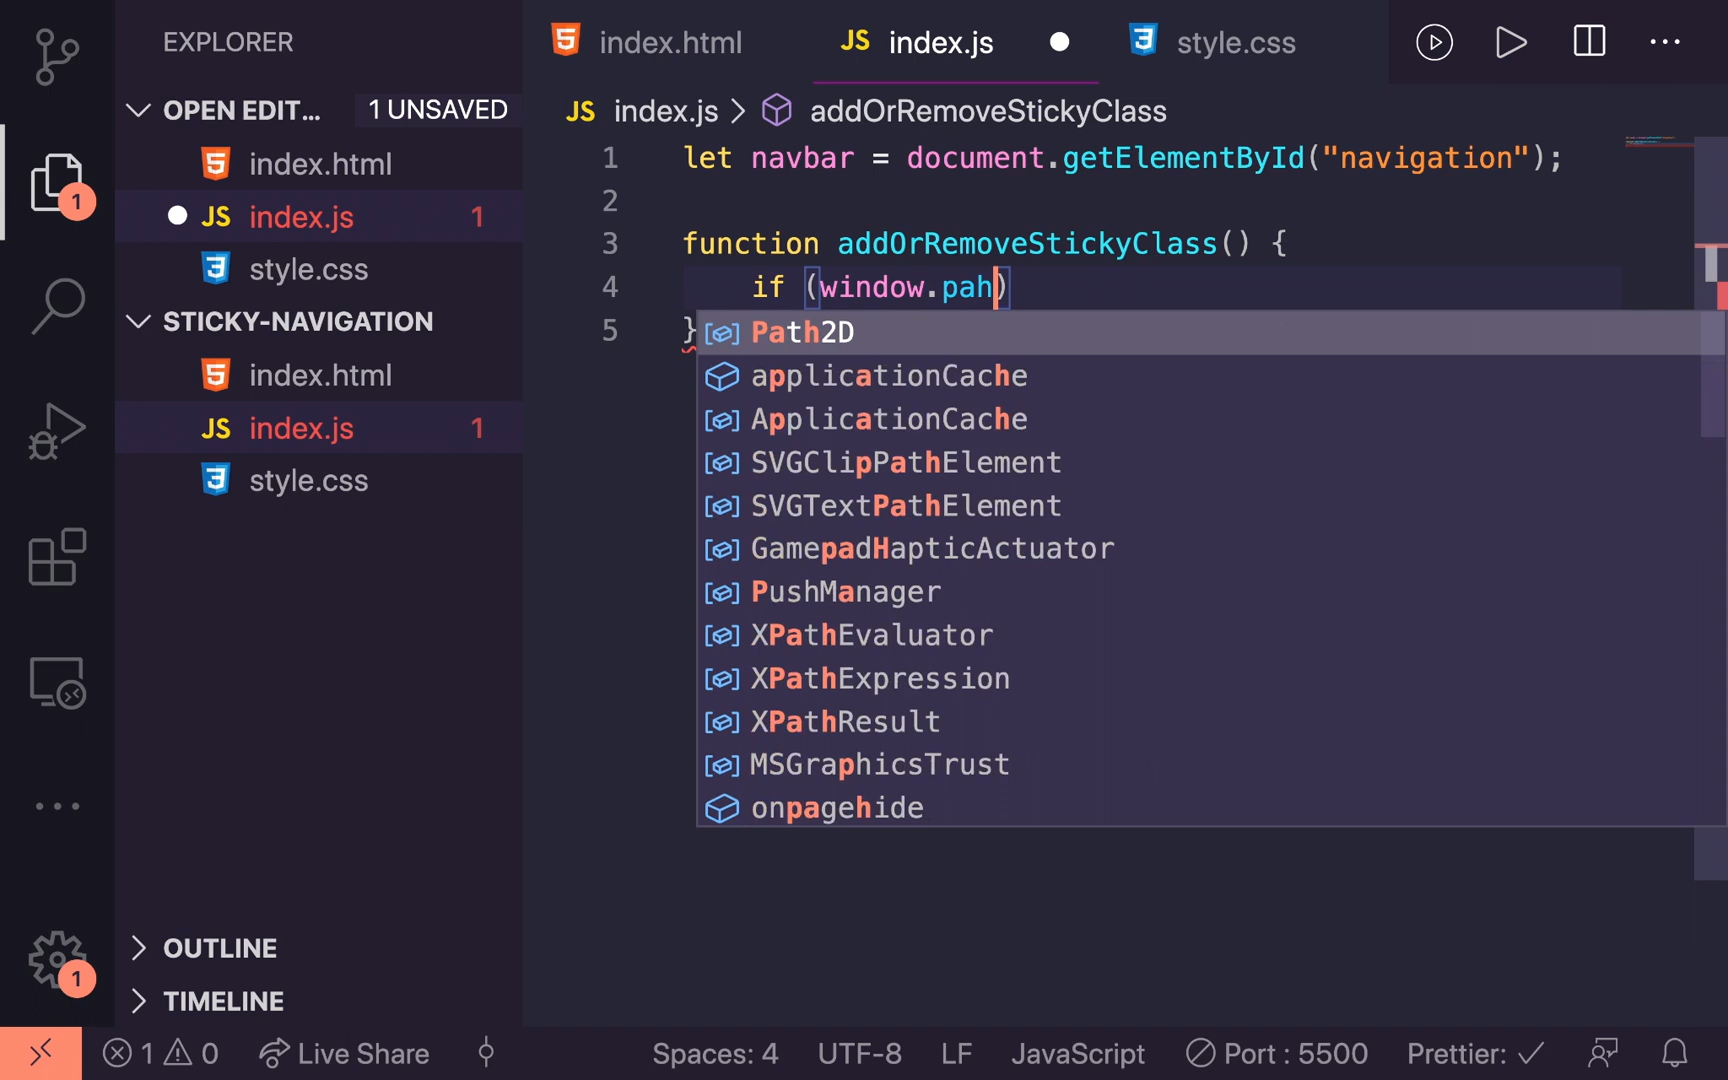 EXPLORER
index.html
JS index.js
style.css
OPEN EDIT... 1 UNSAVED
JS index.js > addOrRemoveStickyClass
index.html
JS index.js 1
style.css
STICKY-NAVIGATION
index.html
JS index.js 1
style.css
1
1 let navbar = document.getElementById("navigation");
2
3 function addOrRemoveStickyClass() {
4 if (window.pah)
5 }
Path2D
applicationCache
ApplicationCache
SVGClipPathElement
SVGTextPathElement
GamepadHapticActuator
PushManager
XPathEvaluator
XPathExpression
XPathResult
MSGraphicsTrust
onpagehide
OUTLINE
TIMELINE
1
1 0 Live Share Spaces: 4 UTF-8 LF JavaScript Port : 5500 Prettier: ✓